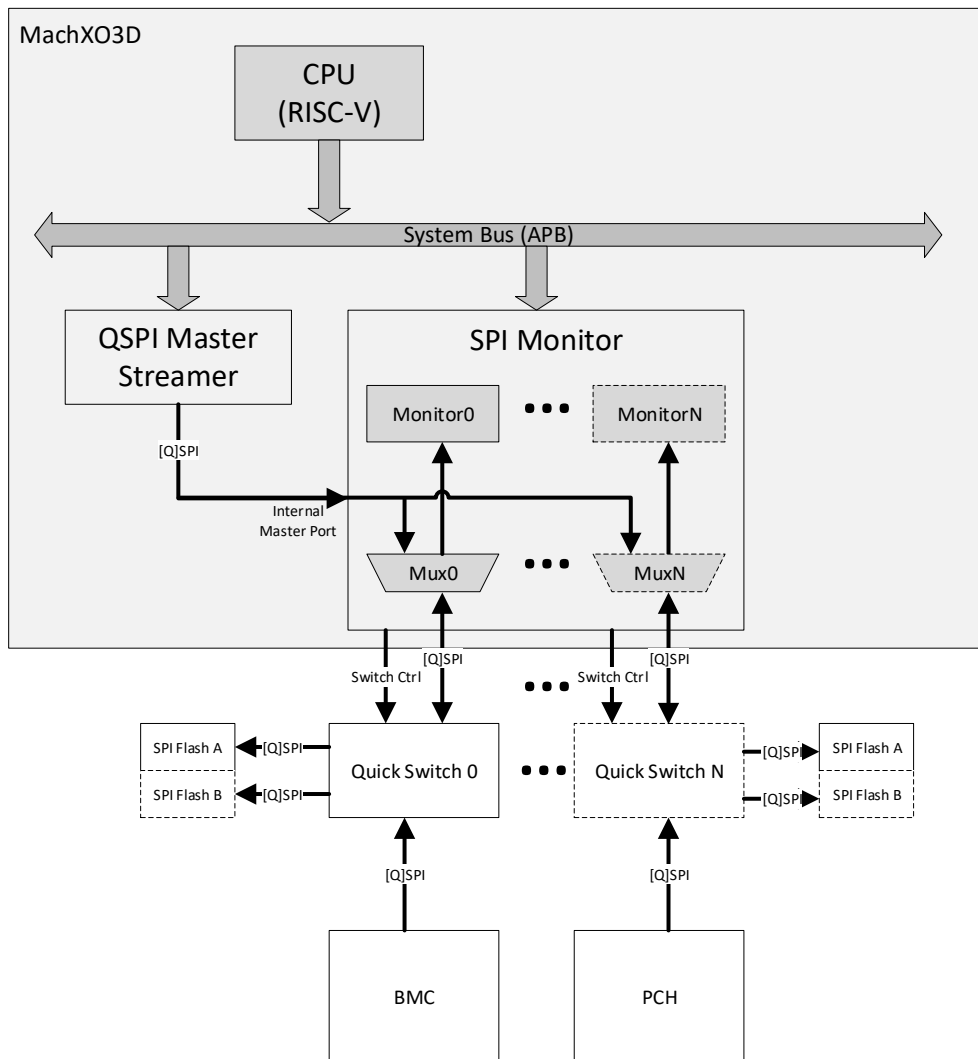 MachXO3D
CPU
(RISC-V)
System Bus (APB)
QSPI Master
Streamer
SPI Monitor
Monitor0
MonitorN
[Q]SPI
Internal
Master Port
Mux0
MuxN
Switch Ctrl
[Q]SPI
Switch Ctrl
[Q]SPI
SPI Flash A
[Q]SPI
SPI Flash B
[Q]SPI
Quick Switch 0
Quick Switch N
[Q]SPI
SPI Flash A
[Q]SPI
SPI Flash B
[Q]SPI
[Q]SPI
BMC
PCH